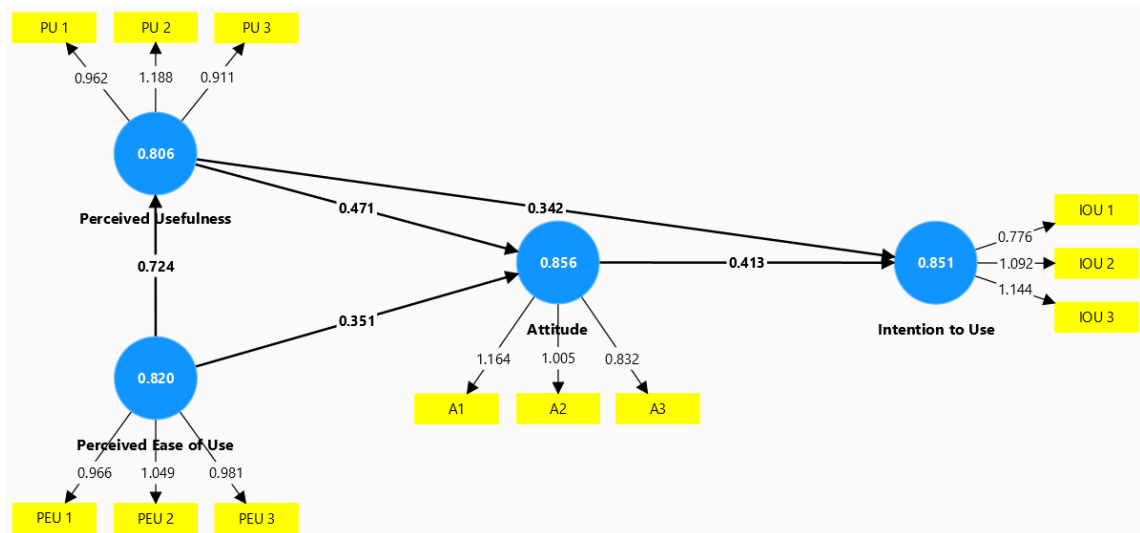 PU 1
PU 2
PU 3
0.962
1.188
0.911
0.806
Perceived Usefulness
0.471
0.342
0.724
0.351
0.856
Attitude
0.413
0.851
Intention to Use
0.776
1.092
1.144
IOU 1
IOU 2
IOU 3
1.164
1.005
0.832
A1
A2
A3
0.820
Perceived Ease of Use
0.966
1.049
0.981
PEU 1
PEU 2
PEU 3